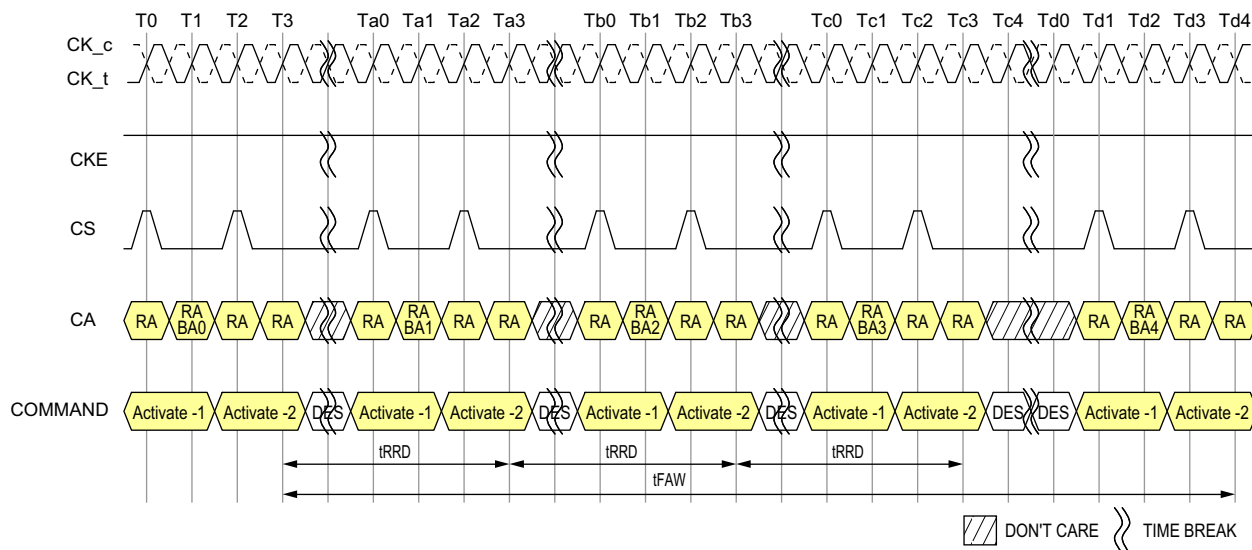 T0 T1 T2 T3 Ta0 Ta1 Ta2 Ta3 Tb0 Tb1 Tb2 Tb3 Tc0 Tc1 Tc2 Tc3 Tc4 Td0 Td1 Td2 Td3 Td4
CK_c
CK_t
CKE
CS
CA RA RA BA0 RA RA RA RA BA1 RA RA RA RA BA2 RA RA RA RA BA3 RA RA RA RA BA4 RA RA
COMMAND Activate -1 Activate -2 DES Activate -1 Activate -2 DES Activate -1 Activate -2 DES Activate -1 Activate -2 DES DES Activate -1 Activate -2
tRRD tRRD tRRD
tFAW
DON'T CARE TIME BREAK